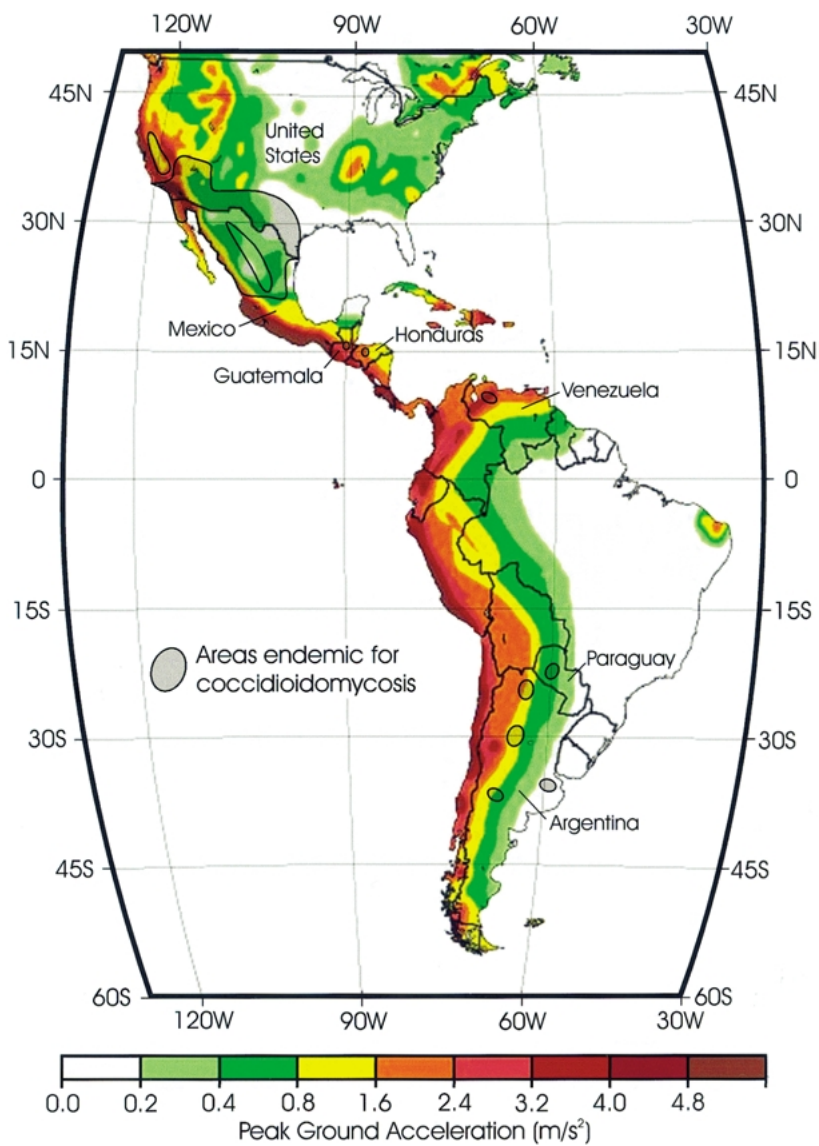 120W 90W 60W 30W
45N 45N
United
States
30N 30N
Mexico
Honduras
15N 15N
Guatemala
Venezuela
0 0
15S 15S
Areas endemic for
coccidioidomycosis
Paraguay
30S 30S
Argentina
45S 45S
60S 60S
120W 90W 60W 30W
0.0 0.2 0.4 0.8 1.6 2.4 3.2 4.0 4.8
Peak Ground Acceleration (m/s²)